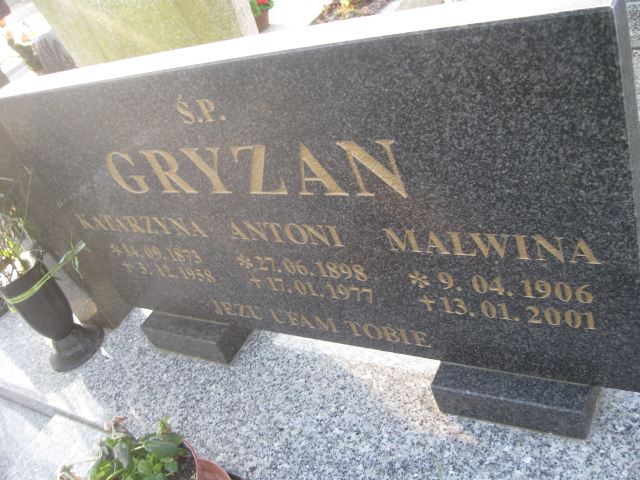 Ś.P.
GRYZAN
KATARZYNA ANTONI MALWINA
* 14.09.1873 * 27.06.1898 * 9.04.1906
+ 3.12.1958 + 17.01.1977 + 13.01.2001
JEZU UFAM TOBIE